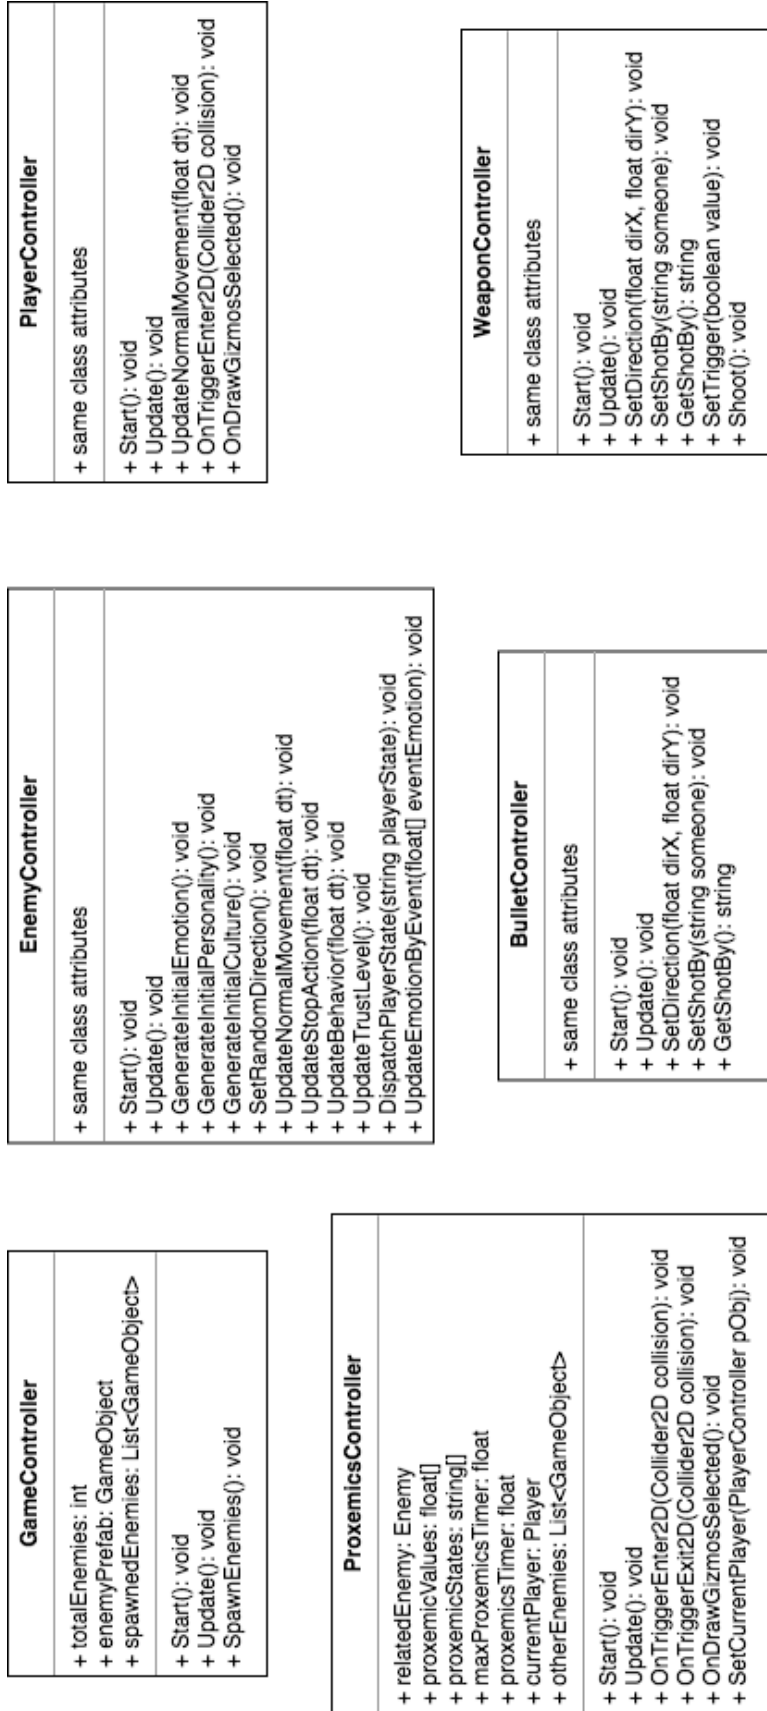 GameController
+ totalEnemies: int
+ enemyPrefab: GameObject
+ spawnedEnemies: List<GameObject>
+ Start(): void
+ Update(): void
+ SpawnEnemies(): void
EnemyController
+ same class attributes
+ Start(): void
+ Update(): void
+ GenerateInitialEmotion(): void
+ GenerateInitialPersonality(): void
+ GenerateInitialCulture(): void
+ SetRandomDirection(): void
+ UpdateNormalMovement(float dt): void
+ UpdateStopAction(float dt): void
+ UpdateBehavior(float dt): void
+ UpdateTrustLevel(): void
+ DispatchPlayerState(string playerState): void
+ UpdateEmotionByEvent(float[] eventEmotion): void
PlayerController
+ same class attributes
+ Start(): void
+ Update(): void
+ UpdateNormalMovement(float dt): void
+ OnTriggerEnter2D(Collider2D collision): void
+ OnDrawGizmosSelected(): void
ProxemicsController
+ relatedEnemy: Enemy
+ proxemicValues: float[]
+ proxemicStates: string[]
+ maxProxemicsTimer: float
+ proxemicsTimer: float
+ currentPlayer: Player
+ otherEnemies: List<GameObject>
+ Start(): void
+ Update(): void
+ OnTriggerEnter2D(Collider2D collision): void
+ OnTriggerExit2D(Collider2D collision): void
+ OnDrawGizmosSelected(): void
+ SetCurrentPlayer(PlayerController pObj): void
BulletController
+ same class attributes
+ Start(): void
+ Update(): void
+ SetDirection(float dirX, float dirY): void
+ SetShotBy(string someone): void
+ GetShotBy(): string
WeaponController
+ same class attributes
+ Start(): void
+ Update(): void
+ SetDirection(float dirX, float dirY): void
+ SetShotBy(string someone): void
+ GetShotBy(): string
+ SetTrigger(boolean value): void
+ Shoot(): void